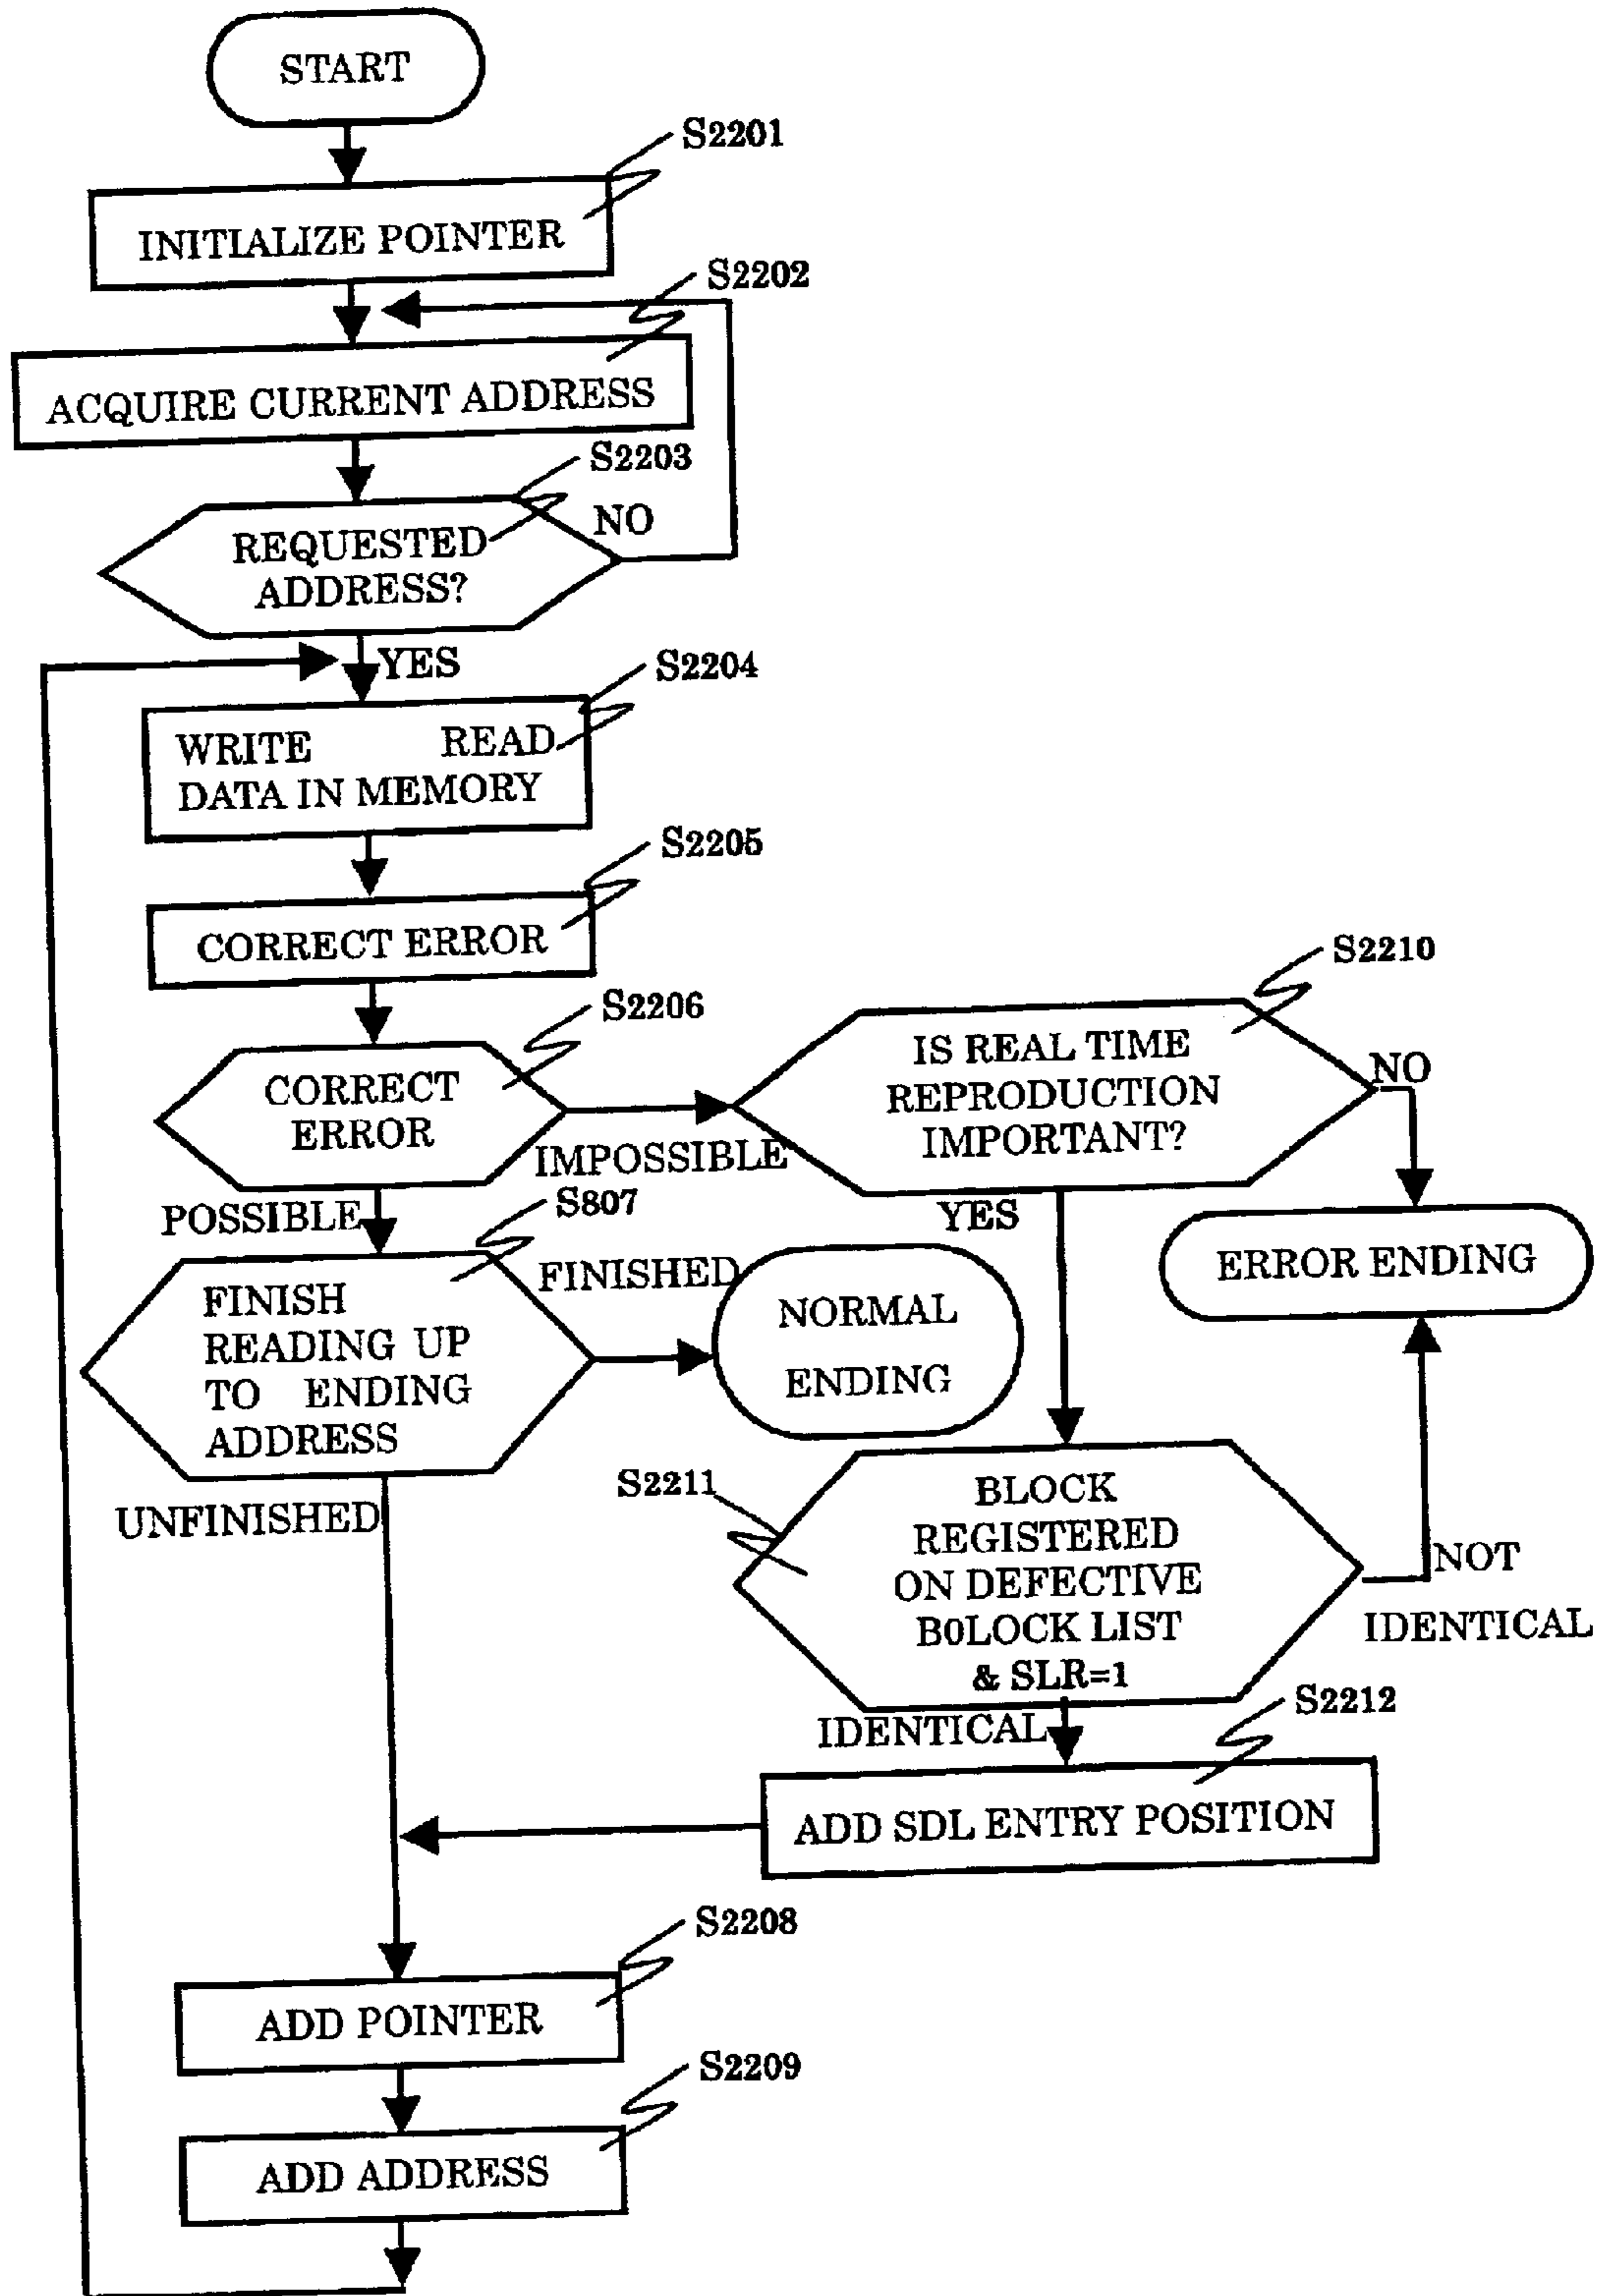 START
S2201
INITIALIZE POINTER
S2202
ACQUIRE CURRENT ADDRESS
S2203
REQUESTED
ADDRESS?
NO
YES
S2204
WRITE READ
DATA IN MEMORY
S2205
CORRECT ERROR
S2206
CORRECT
ERROR
IMPOSSIBLE
POSSIBLE
S2210
IS REAL TIME
REPRODUCTION
IMPORTANT?
NO
YES
ERROR ENDING
S807
FINISH
READING UP
TO ENDING
ADDRESS
FINISHED
NORMAL
ENDING
UNFINISHED
S2211
BLOCK
REGISTERED
ON DEFECTIVE
B0LOCK LIST
& SLR=1
NOT
IDENTICAL
IDENTICAL
S2212
ADD SDL ENTRY POSITION
S2208
ADD POINTER
S2209
ADD ADDRESS